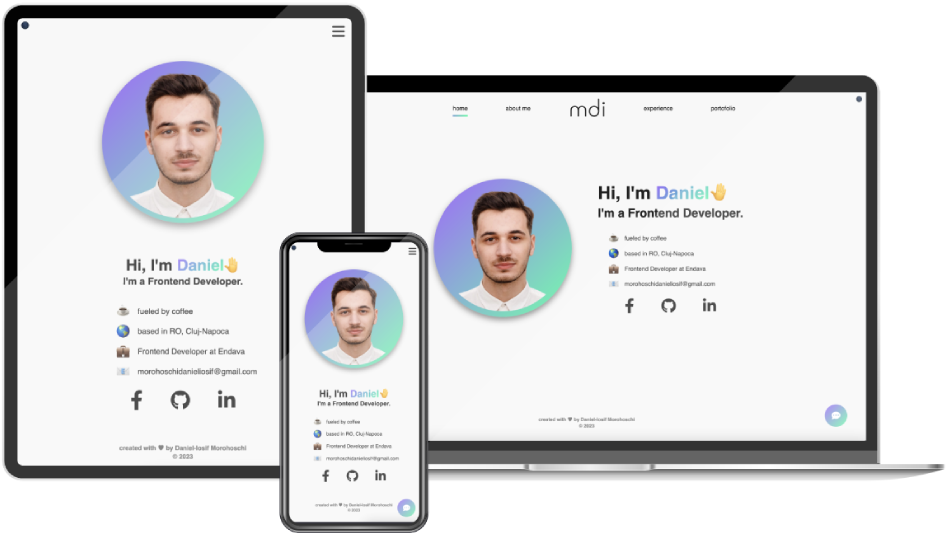 Hi, I'm Daniel👋
I'm a Frontend Developer.
fueled by coffee
based in RO, Cluj-Napoca
Frontend Developer at Endava
morohoschidanieliosif@gmail.com
created with ♥ by Daniel-Iosif Morohoschi
© 2023
Hi, I'm Daniel👋
I'm a Frontend Developer.
fueled by coffee
based in RO, Cluj-Napoca
Frontend Developer at Endava
morohoschidanieliosif@gmail.com
created with ♥ by Daniel-Iosif Morohoschi
© 2023
home about me mdi experience portofolio
Hi, I'm Daniel👋
I'm a Frontend Developer.
fueled by coffee
based in RO, Cluj-Napoca
Frontend Developer at Endava
morohoschidanieliosif@gmail.com
created with ♥ by Daniel-Iosif Morohoschi
© 2023